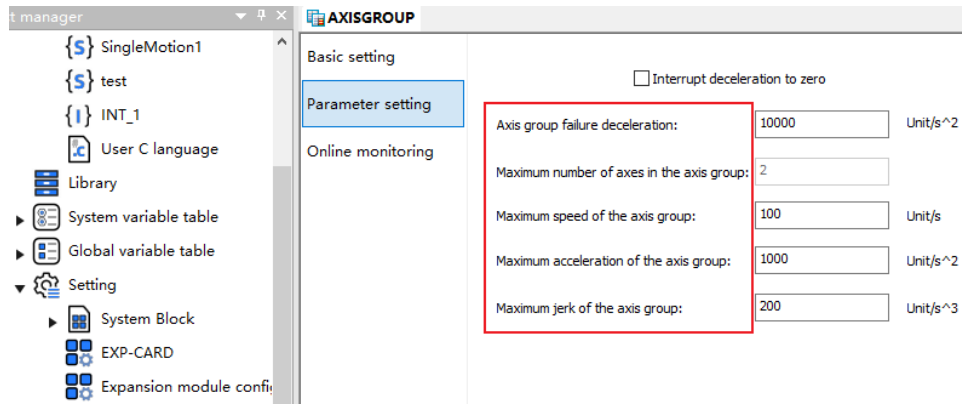 t manager
SingleMotion1
test
INT_1
User C language
Library
System variable table
Global variable table
Setting
System Block
EXP-CARD
Expansion module config
AXISGROUP
Basic setting
Parameter setting
Online monitoring
Interrupt deceleration to zero
Axis group failure deceleration: 10000 Unit/s^2
Maximum number of axes in the axis group: 2
Maximum speed of the axis group: 100 Unit/s
Maximum acceleration of the axis group: 1000 Unit/s^2
Maximum jerk of the axis group: 200 Unit/s^3